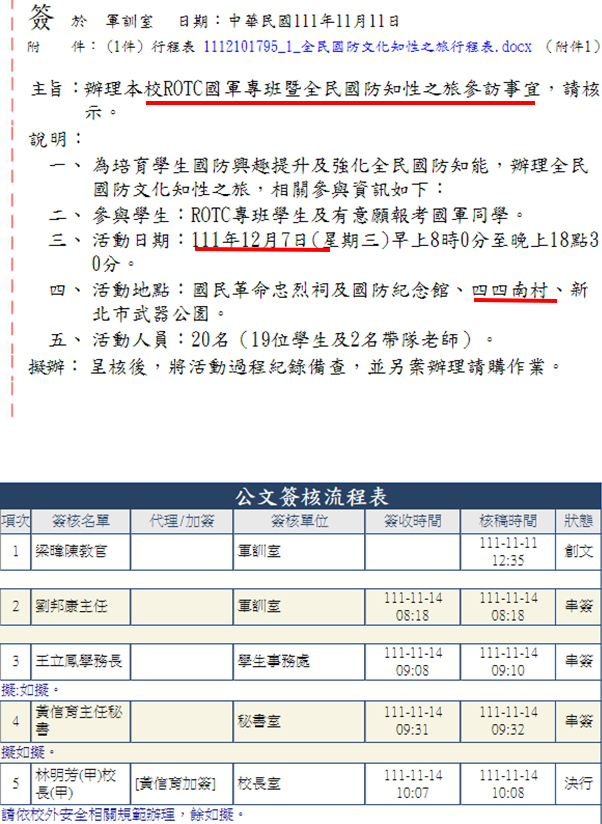 簽 於 軍訓室 日期：中華民國111年11月11日
附 件：(1件) 行程表 1112101795_1_全民國防文化知性之旅行程表.docx （附件1）
主旨：辦理本校ROTC國軍專班暨全民國防知性之旅參訪事宜，請核
示。
說明：
一、為培育學生國防興趣提升及強化全民國防知能，辦理全民
國防文化知性之旅，相關參與資訊如下：
二、參與學生：ROTC專班學生及有意願報考國軍同學。
三、活動日期：111年12月7日(星期三)早上8時0分至晚上18點3
0分。
四、活動地點：國民革命忠烈祠及國防紀念館、四四南村、新
北市武器公園。
五、活動人員：20名（19位學生及2名帶隊老師）。
擬辦：呈核後，將活動過程紀錄備查，並另案辦理請購作業。
公文簽核流程表
項次 簽核名單 代理/加簽 簽核單位 簽收時間 核稿時間 狀態
1 梁暐陳教官 軍訓室 111-11-11 12:35 創文
2 劉邦康主任 軍訓室 111-11-14 08:18 111-11-14 08:18 串簽
3 王立鳳學務長 學生事務處 111-11-14 09:08 111-11-14 09:10 串簽
擬:如擬。
4 黃信育主任秘書 秘書室 111-11-14 09:31 111-11-14 09:32 串簽
擬如擬。
5 林明芳(甲)校長(甲) [黃信育加簽] 校長室 111-11-14 10:07 111-11-14 10:08 決行
請依校外安全相關規範辦理，餘如擬。